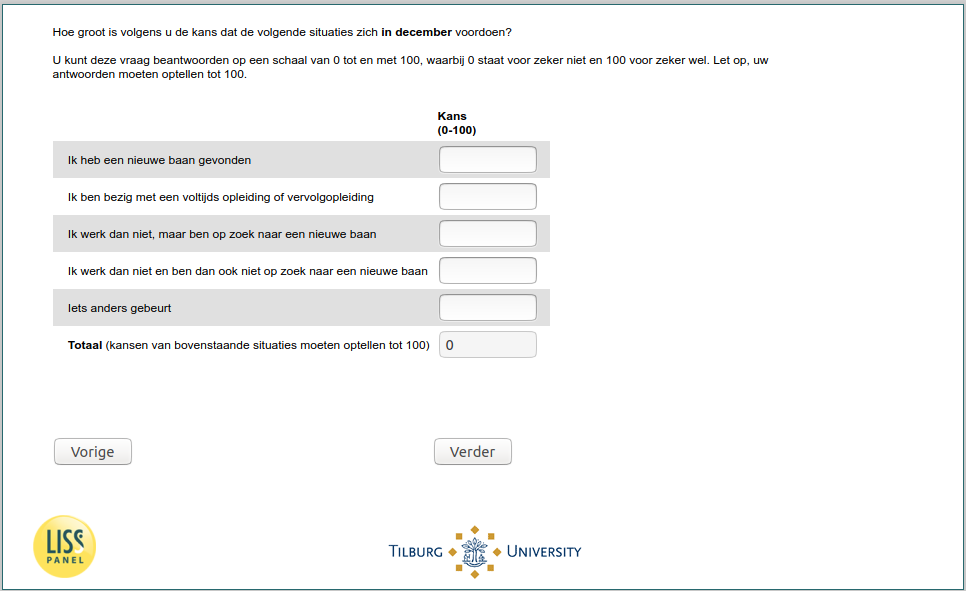 Hoe groot is volgens u de kans dat de volgende situaties zich in december voordoen?
U kunt deze vraag beantwoorden op een schaal van 0 tot en met 100, waarbij 0 staat voor zeker niet en 100 voor zeker wel. Let op, uw
antwoorden moeten optellen tot 100.
Kans
(0-100)
Ik heb een nieuwe baan gevonden
Ik ben bezig met een voltijds opleiding of vervolgopleiding
Ik werk dan niet, maar ben op zoek naar een nieuwe baan
Ik werk dan niet en ben dan ook niet op zoek naar een nieuwe baan
Iets anders gebeurt
Totaal (kansen van bovenstaande situaties moeten optellen tot 100) 0
Vorige Verder
LISS
PANEL
TILBURG UNIVERSITY